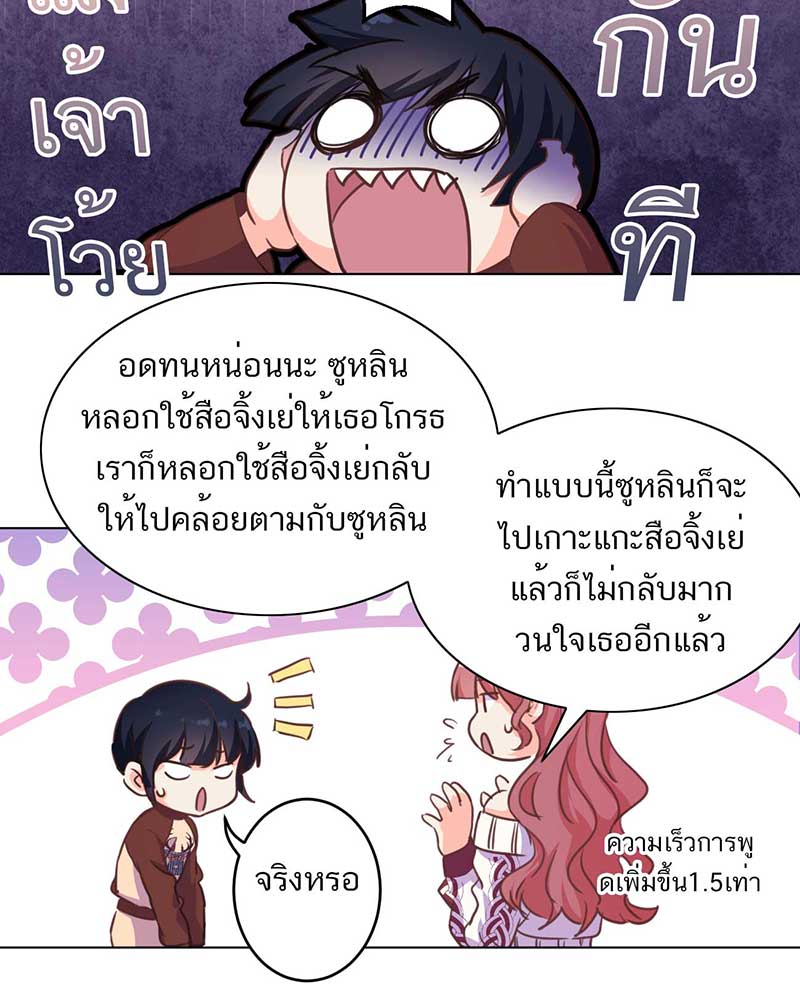 กัน
เจ้า
โว้ย
ที
อดทนหน่อนนะ ซูหลิน
หลอกใช้สือจิ้งเย่ให้เธอโกรธ
เราก็หลอกใช้สือจิ้งเย่กลับ
ให้ไปคล้อยตามกับซูหลิน
ทำแบบนี้ซูหลินก็จะ
ไปเกาะแกะสือจิ้งเย่
แล้วก็ไม่กลับมาก
วนใจเธออีกแล้ว
จริงหรอ
ความเร็วการพู
ดเพิ่มขึ้น1.5เท่า